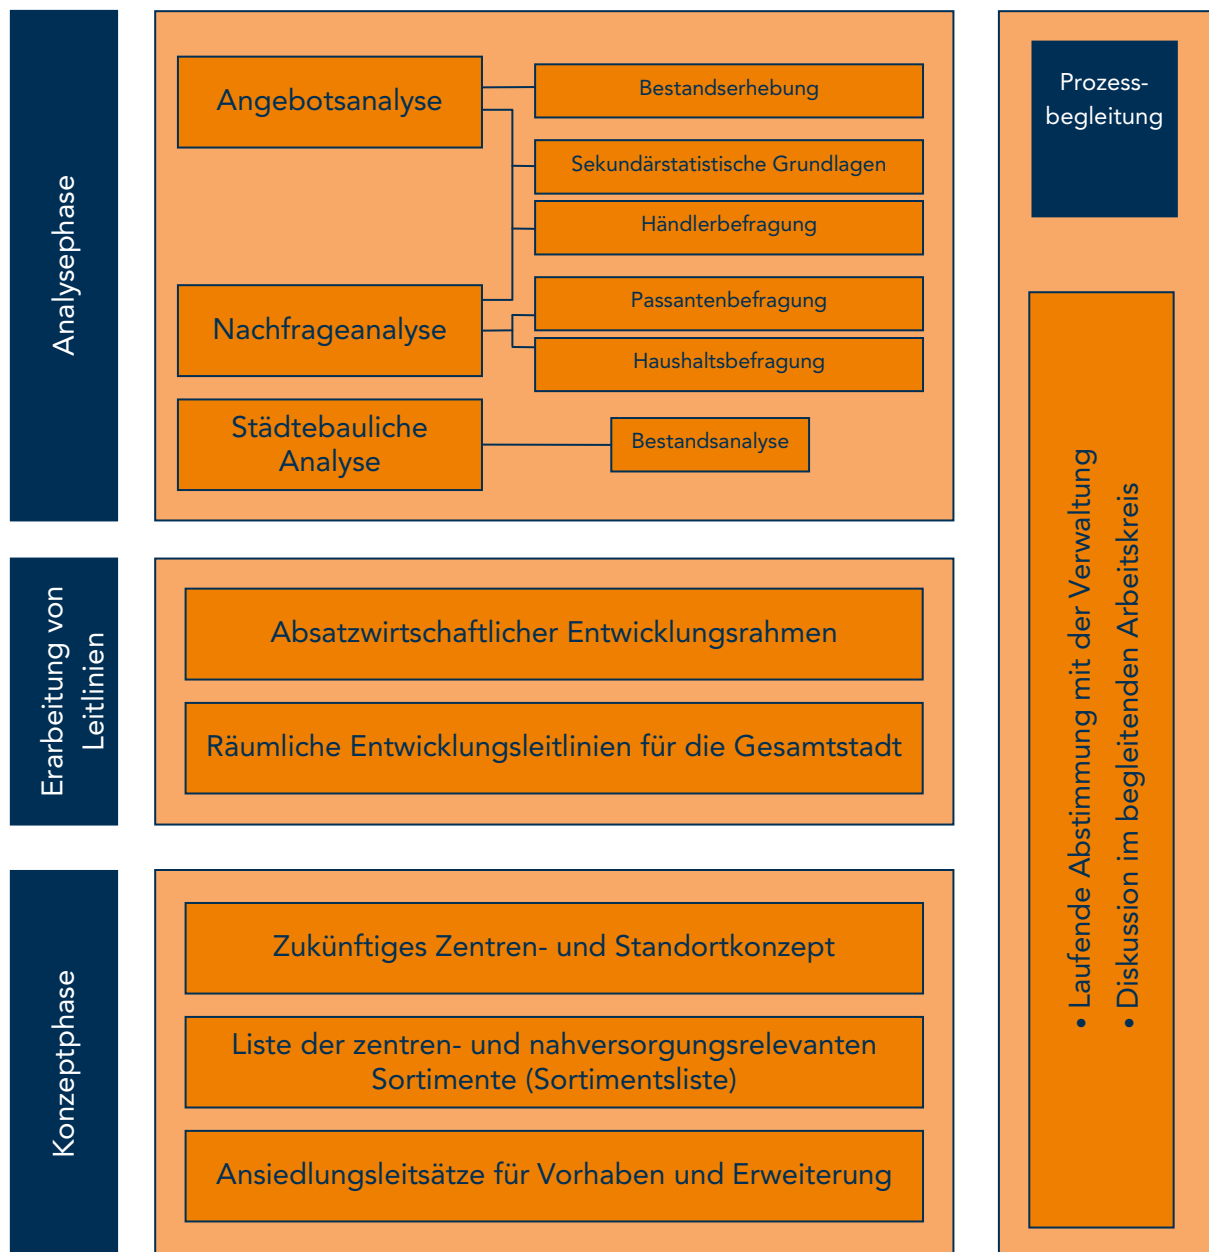 Analysephase
Angebotsanalyse
Bestandserhebung
Sekundärstatistische Grundlagen
Händlerbefragung
Nachfrageanalyse
Passantenbefragung
Haushaltsbefragung
Städtebauliche
Analyse
Bestandsanalyse
Erarbeitung von
Leitlinien
Absatzwirtschaftlicher Entwicklungsrahmen
Räumliche Entwicklungsleitlinien für die Gesamtstadt
Konzeptphase
Zukünftiges Zentren- und Standortkonzept
Liste der zentren- und nahversorgungsrelevanten
Sortimente (Sortimentsliste)
Ansiedlungsleitsätze für Vorhaben und Erweiterung
Prozess-
begleitung
• Laufende Abstimmung mit der Verwaltung
• Diskussion im begleitenden Arbeitskreis